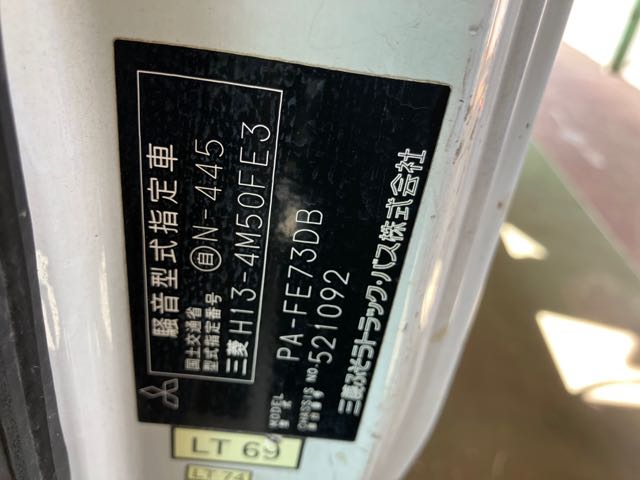 騒音型式指定車
国土交通省
型式指定番号 自N-445
三菱 H13-4M50FE3
MODEL
型式 PA-FE73DB
CHASSIS NO.
車台番号 521092
三菱ふそうトラック・バス株式会社
LT 69
LT 74